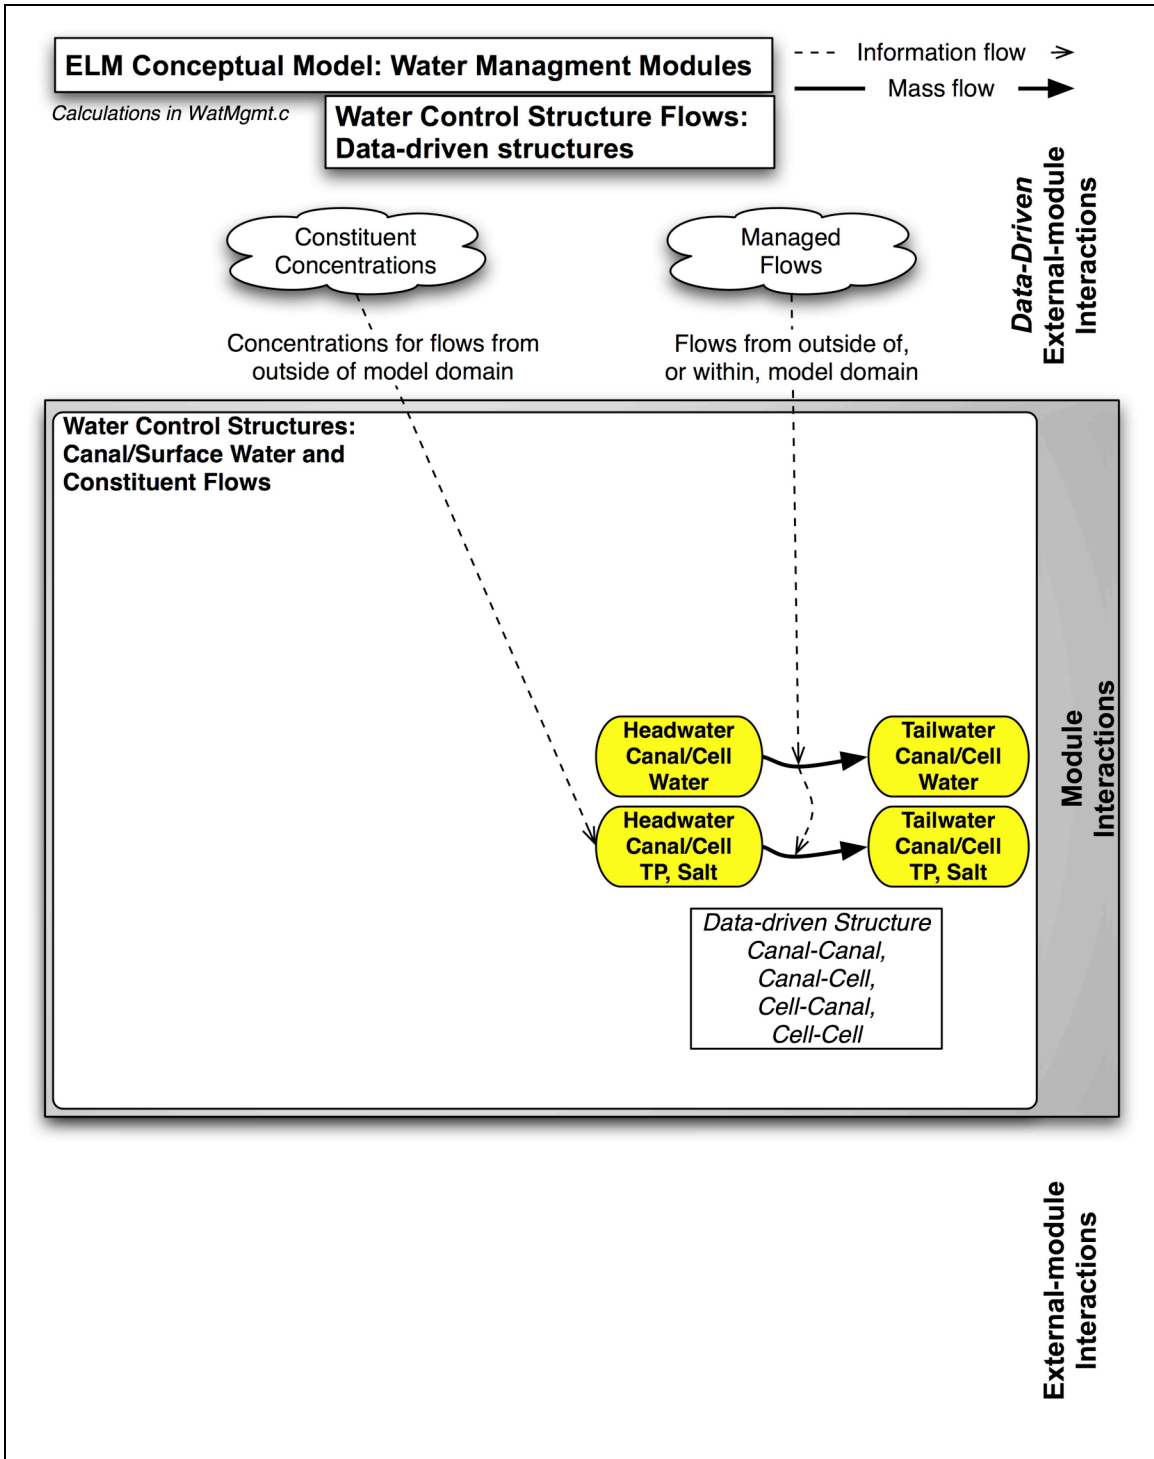 ELM Conceptual Model: Water Managment Modules
Information flow
Mass flow
Calculations in WatMgmt.c
Water Control Structure Flows:
Data-driven structures
Data-Driven
External-module
Interactions
Constituent
Concentrations
Managed
Flows
Concentrations for flows from
outside of model domain
Flows from outside of,
or within, model domain
Water Control Structures:
Canal/Surface Water and
Constituent Flows
Headwater
Canal/Cell
Water
Tailwater
Canal/Cell
Water
Headwater
Canal/Cell
TP, Salt
Tailwater
Canal/Cell
TP, Salt
Data-driven Structure
Canal-Canal,
Canal-Cell,
Cell-Canal,
Cell-Cell
Module
Interactions
External-module
Interactions